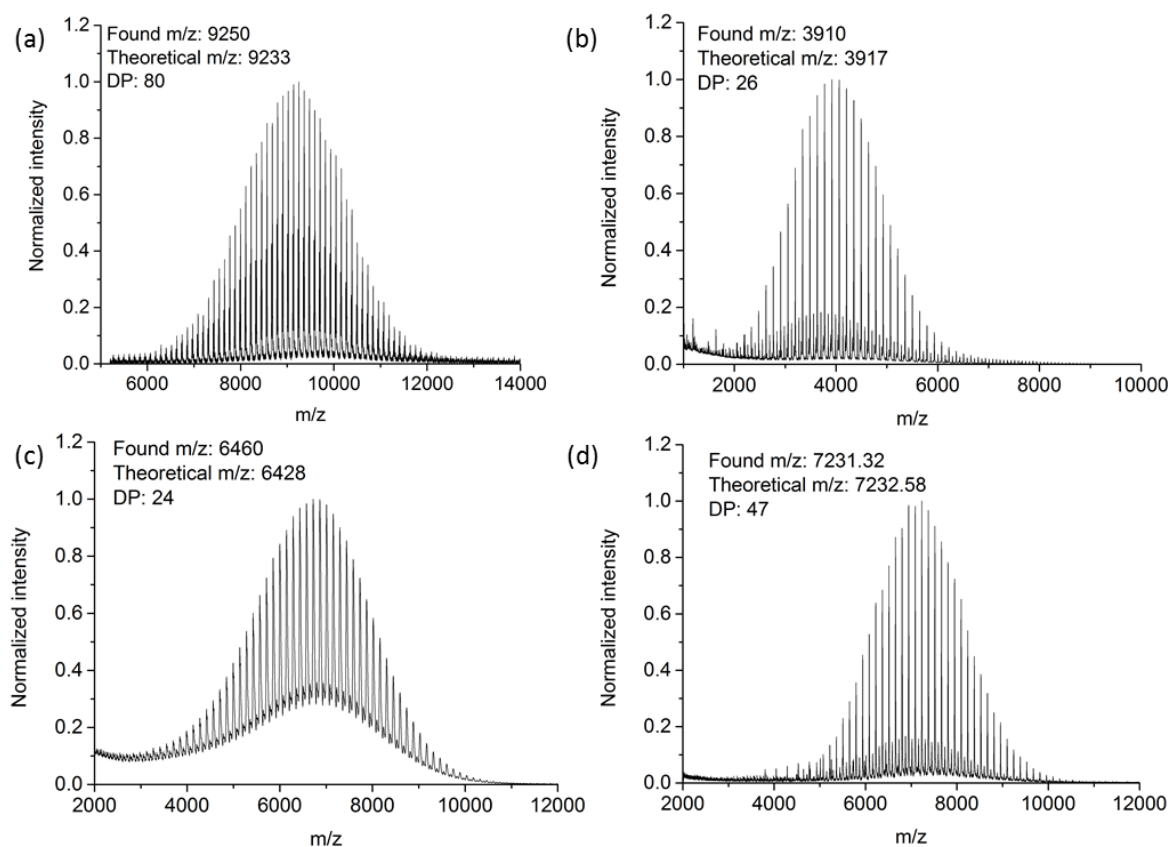 (a)
Found m/z: 9250
Theoretical m/z: 9233
DP: 80
1.2
1.0
0.8
0.6
0.4
0.2
0.0
Normalized intensity
6000 8000 10000 12000 14000
m/z
(b)
Found m/z: 3910
Theoretical m/z: 3917
DP: 26
1.2
1.0
0.8
0.6
0.4
0.2
0.0
Normalized intensity
2000 4000 6000 8000 10000
m/z
(c)
Found m/z: 6460
Theoretical m/z: 6428
DP: 24
1.2
1.0
0.8
0.6
0.4
0.2
0.0
Normalized intensity
2000 4000 6000 8000 10000 12000
m/z
(d)
Found m/z: 7231.32
Theoretical m/z: 7232.58
DP: 47
1.2
1.0
0.8
0.6
0.4
0.2
0.0
Normalized intensity
2000 4000 6000 8000 10000 12000
m/z